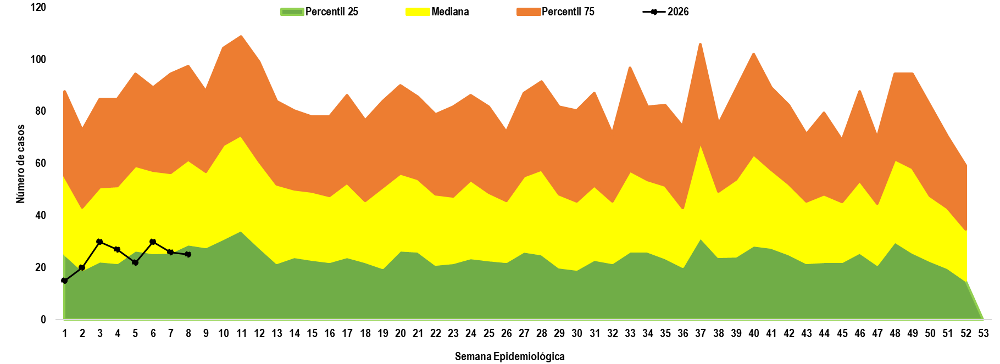 120
Percentil 25 Mediana Percentil 75 2026
100
80
60
40
20
0
Número de casos
1 2 3 4 5 6 7 8 9 10 11 12 13 14 15 16 17 18 19 20 21 22 23 24 25 26 27 28 29 30 31 32 33 34 35 36 37 38 39 40 41 42 43 44 45 46 47 48 49 50 51 52 53
Semana Epidemiológica